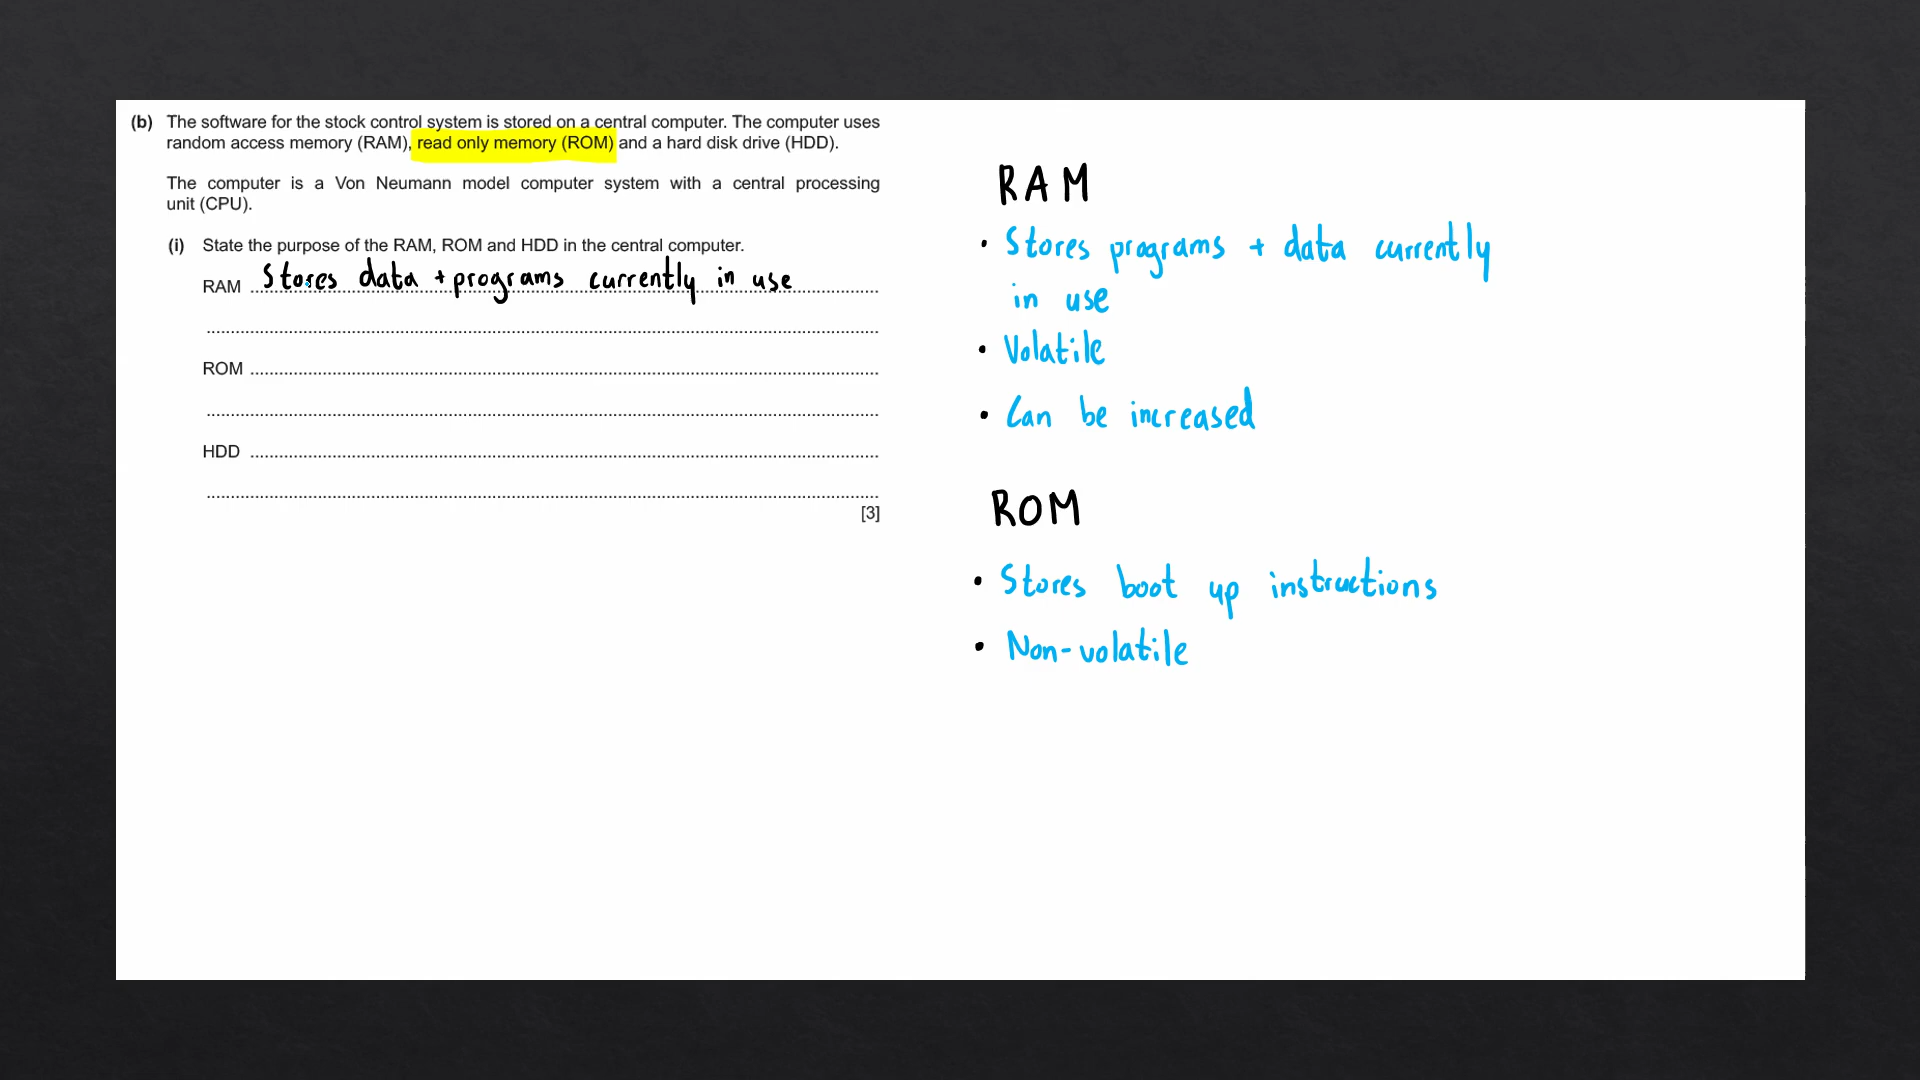 (b) The software for the stock control system is stored on a central computer. The computer uses
random access memory (RAM), read only memory (ROM) and a hard disk drive (HDD).
The computer is a Von Neumann model computer system with a central processing
unit (CPU).
(i) State the purpose of the RAM, ROM and HDD in the central computer.
RAM Stores data + programs currently in use
ROM
HDD
[3]
RAM
• Stores programs + data currently
in use
• Volatile
• Can be increased
ROM
• Stores boot up instructions
• Non-volatile